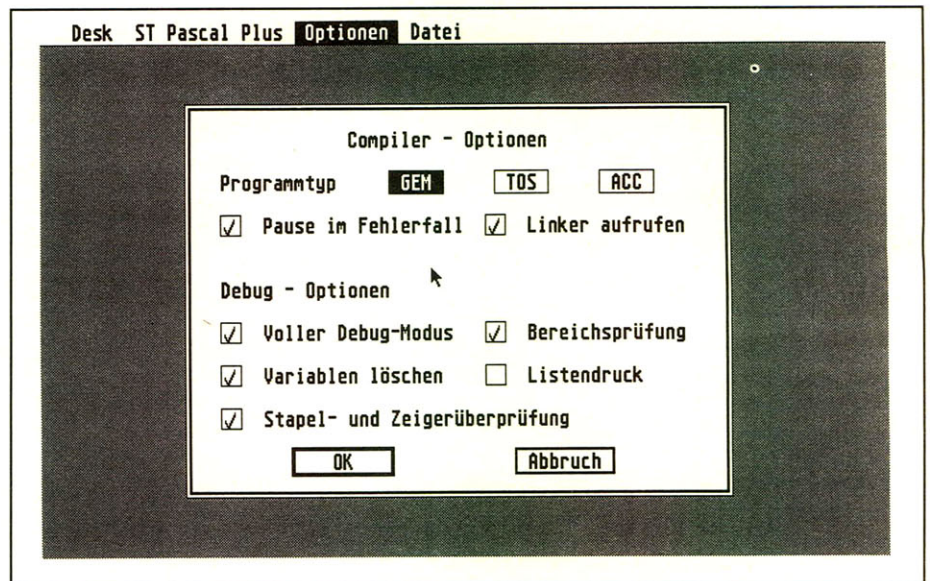 Desk ST Pascal Plus Optionen Datei
Compiler - Optionen
Programmtyp GEM TOS ACC
Pause im Fehlerfall Linker aufrufen
Debug - Optionen
Voller Debug-Modus Bereichsprüfung
Variablen löschen Listendruck
Stapel- und Zeigerüberprüfung
OK Abbruch